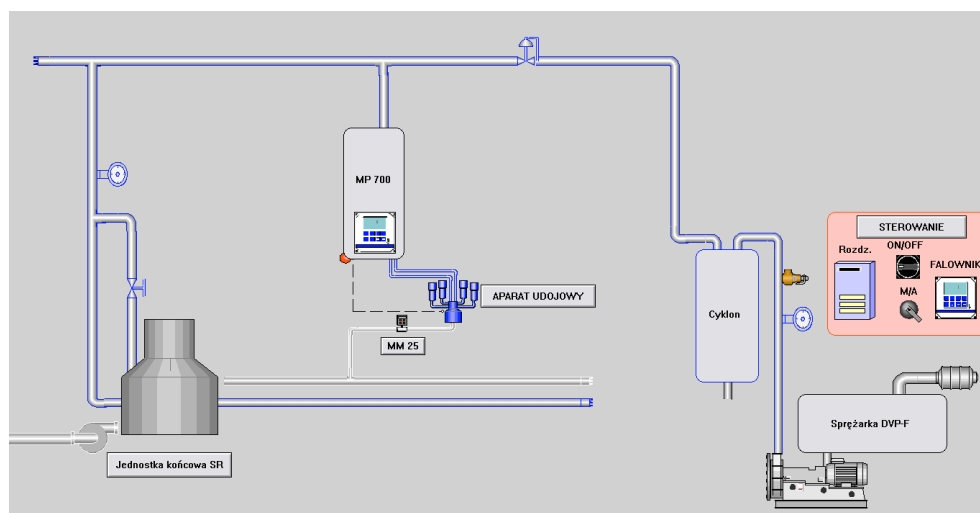 MP 700
APARAT UDOJOWY
MM 25
Jednostka końcowa SR
Cyklon
STEROWANIE
Rozdz.
ON/OFF
FALOWNIK
M/A
Sprężarka DVP-F